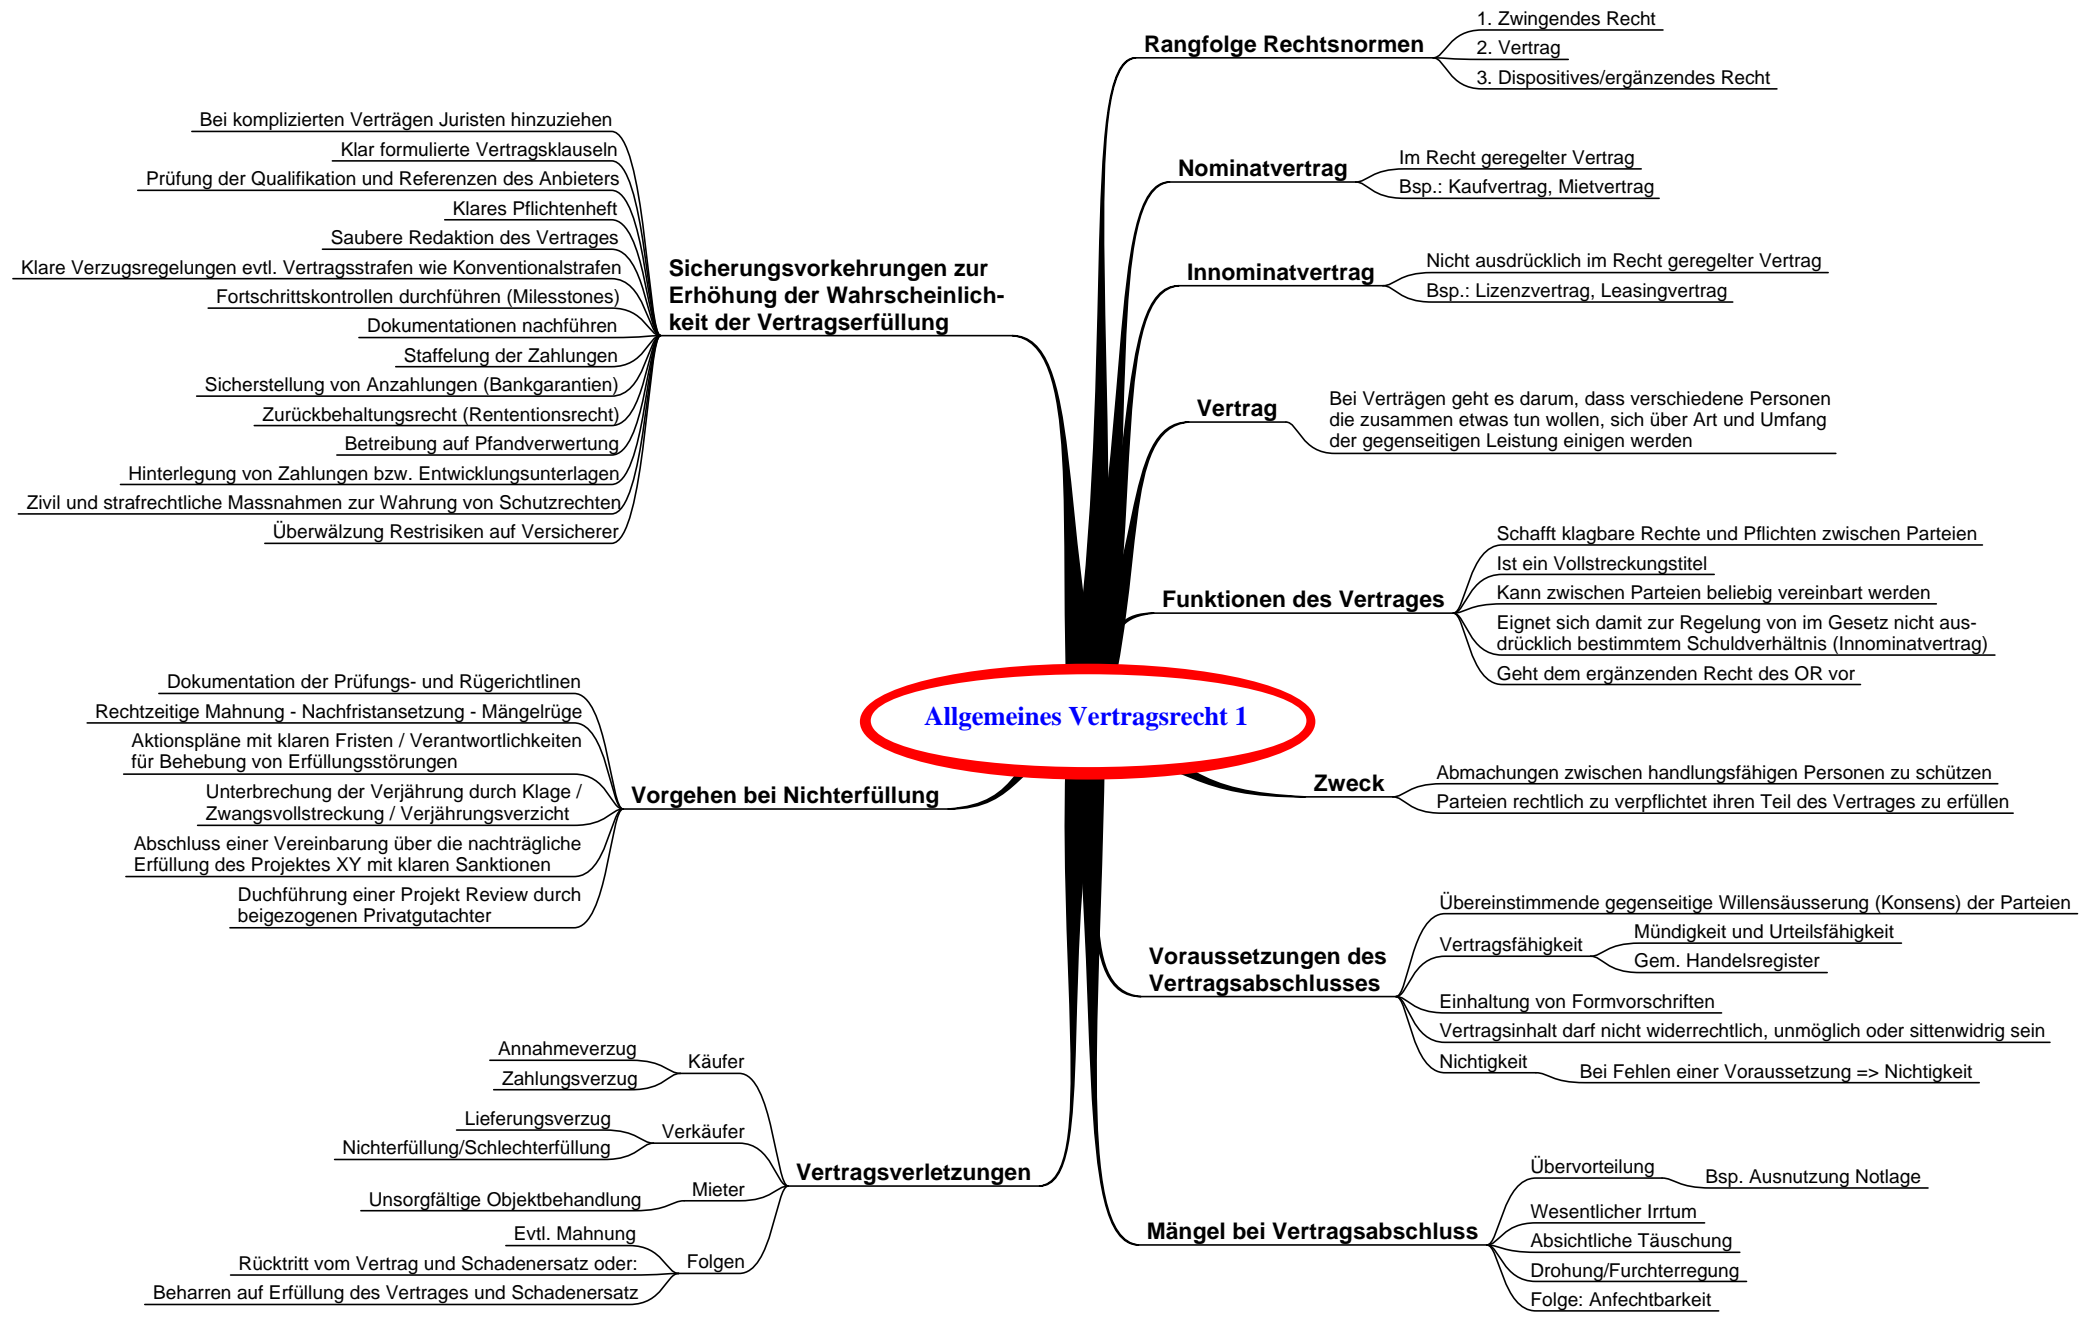 Allgemeines Vertragsrecht 1
Rangfolge Rechtsnormen
1. Zwingendes Recht
2. Vertrag
3. Dispositives/ergänzendes Recht
Nominatvertrag
Im Recht geregelter Vertrag
Bsp.: Kaufvertrag, Mietvertrag
Innominatvertrag
Nicht ausdrücklich im Recht geregelter Vertrag
Bsp.: Lizenzvertrag, Leasingvertrag
Vertrag
Bei Verträgen geht es darum, dass verschiedene Personen
die zusammen etwas tun wollen, sich über Art und Umfang
der gegenseitigen Leistung einigen werden
Funktionen des Vertrages
Schafft klagbare Rechte und Pflichten zwischen Parteien
Ist ein Vollstreckungstitel
Kann zwischen Parteien beliebig vereinbart werden
Eignet sich damit zur Regelung von im Gesetz nicht aus-
drücklich bestimmtem Schuldverhältnis (Innominatvertrag)
Geht dem ergänzenden Recht des OR vor
Zweck
Abmachungen zwischen handlungsfähigen Personen zu schützen
Parteien rechtlich zu verpflichtet ihren Teil des Vertrages zu erfüllen
Voraussetzungen des
Vertragsabschlusses
Übereinstimmende gegenseitige Willensäusserung (Konsens) der Parteien
Vertragsfähigkeit
Mündigkeit und Urteilsfähigkeit
Gem. Handelsregister
Einhaltung von Formvorschriften
Vertragsinhalt darf nicht widerrechtlich, unmöglich oder sittenwidrig sein
Nichtigkeit
Bei Fehlen einer Voraussetzung => Nichtigkeit
Mängel bei Vertragsabschluss
Übervorteilung
Bsp. Ausnutzung Notlage
Wesentlicher Irrtum
Absichtliche Täuschung
Drohung/Furchterregung
Folge: Anfechtbarkeit
Sicherungsvorkehrungen zur
Erhöhung der Wahrscheinlich-
keit der Vertragserfüllung
Bei komplizierten Verträgen Juristen hinzuziehen
Klar formulierte Vertragsklauseln
Prüfung der Qualifikation und Referenzen des Anbieters
Klares Pflichtenheft
Saubere Redaktion des Vertrages
Klare Verzugsregelungen evtl. Vertragsstrafen wie Konventionalstrafen
Fortschrittskontrollen durchführen (Milesstones)
Dokumentationen nachführen
Staffelung der Zahlungen
Sicherstellung von Anzahlungen (Bankgarantien)
Zurückbehaltungsrecht (Rententionsrecht)
Betreibung auf Pfandverwertung
Hinterlegung von Zahlungen bzw. Entwicklungsunterlagen
Zivil und strafrechtliche Massnahmen zur Wahrung von Schutzrechten
Überwälzung Restrisiken auf Versicherer
Vorgehen bei Nichterfüllung
Dokumentation der Prüfungs- und Rügerichtlinen
Rechtzeitige Mahnung - Nachfristansetzung - Mängelrüge
Aktionspläne mit klaren Fristen / Verantwortlichkeiten
für Behebung von Erfüllungsstörungen
Unterbrechung der Verjährung durch Klage /
Zwangsvollstreckung / Verjährungsverzicht
Abschluss einer Vereinbarung über die nachträgliche
Erfüllung des Projektes XY mit klaren Sanktionen
Duchführung einer Projekt Review durch
beigezogenen Privatgutachter
Vertragsverletzungen
Käufer
Annahmeverzug
Zahlungsverzug
Verkäufer
Lieferungsverzug
Nichterfüllung/Schlechterfüllung
Mieter
Unsorgfältige Objektbehandlung
Folgen
Evtl. Mahnung
Rücktritt vom Vertrag und Schadenersatz oder:
Beharren auf Erfüllung des Vertrages und Schadenersatz